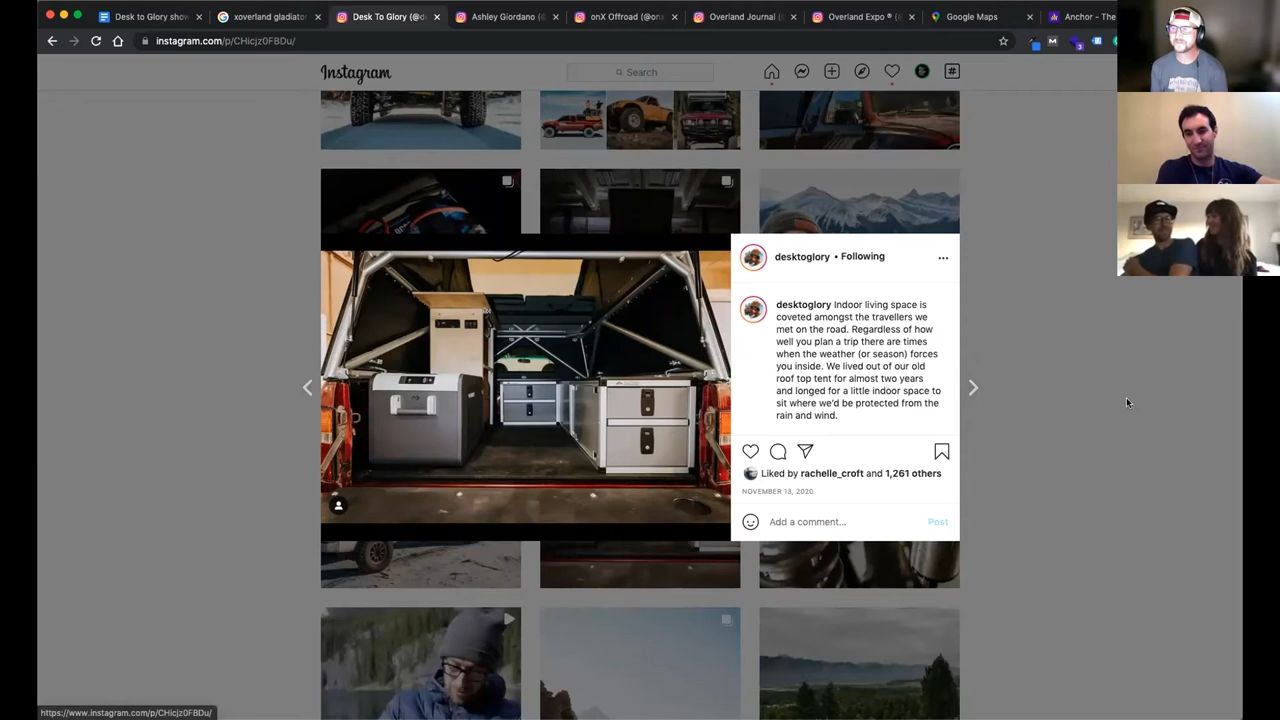 Desk to Glory show
xoverland gladiator
Desk To Glory (@d
Ashley Giordano (@
onX Offroad (@on
Overland Journal (
Overland Expo ® (
Google Maps
Anchor - The
instagram.com/p/CHicjz0FBDu/
Instagram
Search
desktoglory • Following
desktoglory Indoor living space is
coveted amongst the travellers we
met on the road. Regardless of how
well you plan a trip there are times
when the weather (or season) forces
you inside. We lived out of our old
roof top tent for almost two years
and longed for a little indoor space to
sit where we'd be protected from the
rain and wind.
Liked by rachelle_croft and 1,261 others
NOVEMBER 13, 2020
Add a comment...
Post
https://www.instagram.com/p/CHicjz0FBDu/